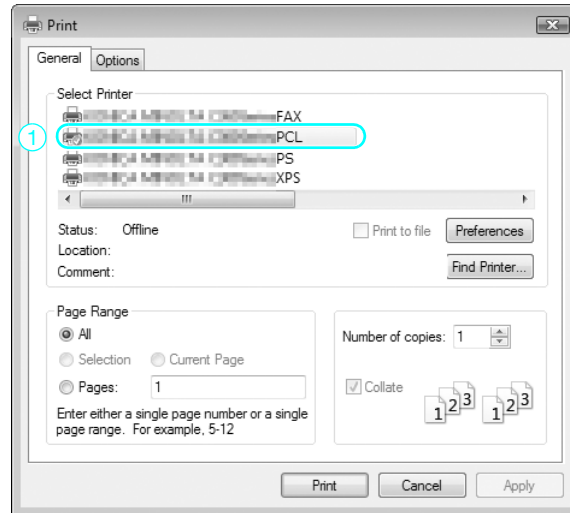 Print
General Options
Select Printer
FAX
1 PCL
PS
XPS
Status: Offline Print to file Preferences
Location:
Comment: Find Printer...
Page Range
All Number of copies: 1
Selection Current Page
Pages: 1 Collate
1 2 3 1 2 3
Enter either a single page number or a single
page range. For example, 5-12
Print Cancel Apply